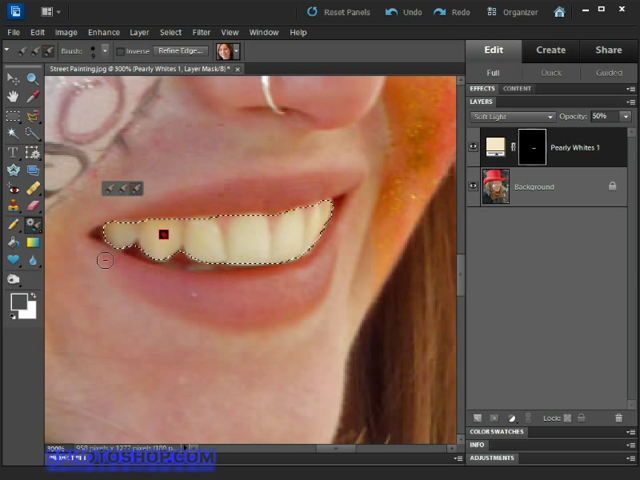 Reset Panels Undo Redo Organizer
File Edit Image Enhance Layer Select Filter View Window Help
Brush: Inverse Refine Edge... Edit Create Share
Street Painting.jpg @ 300% (Pearly Whites 1, Layer Mask/8) *
Full Quick Guided
EFFECTS CONTENT
LAYERS
Soft Light Opacity: 50%
Pearly Whites 1
Background
Lock:
COLOR SWATCHES
INFO
ADJUSTMENTS
300%